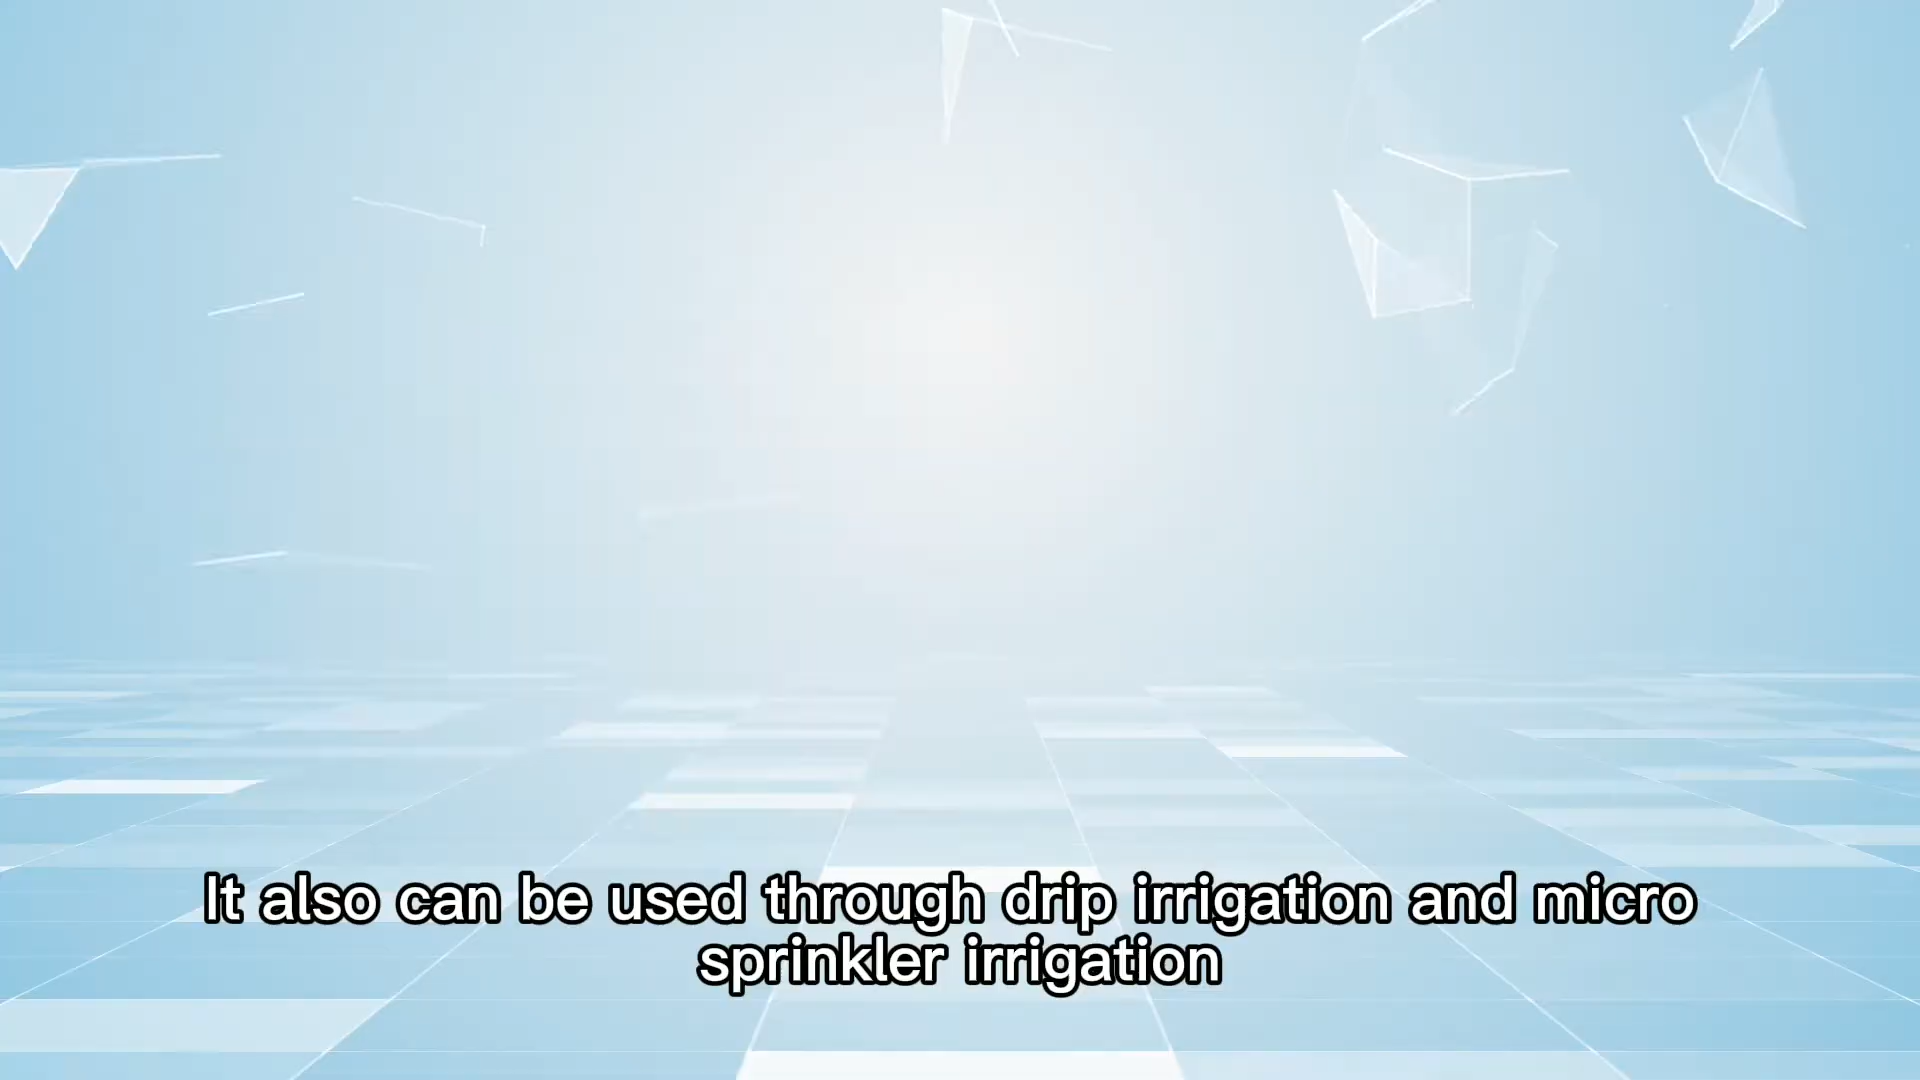 It also can be used through drip irrigation and micro
sprinkler irrigation